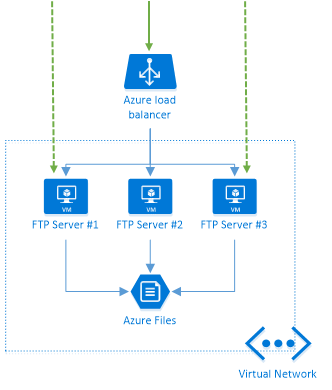 Azure load
balancer
VM
VM
VM
FTP Server #1
FTP Server #2
FTP Server #3
Azure Files
Virtual Network